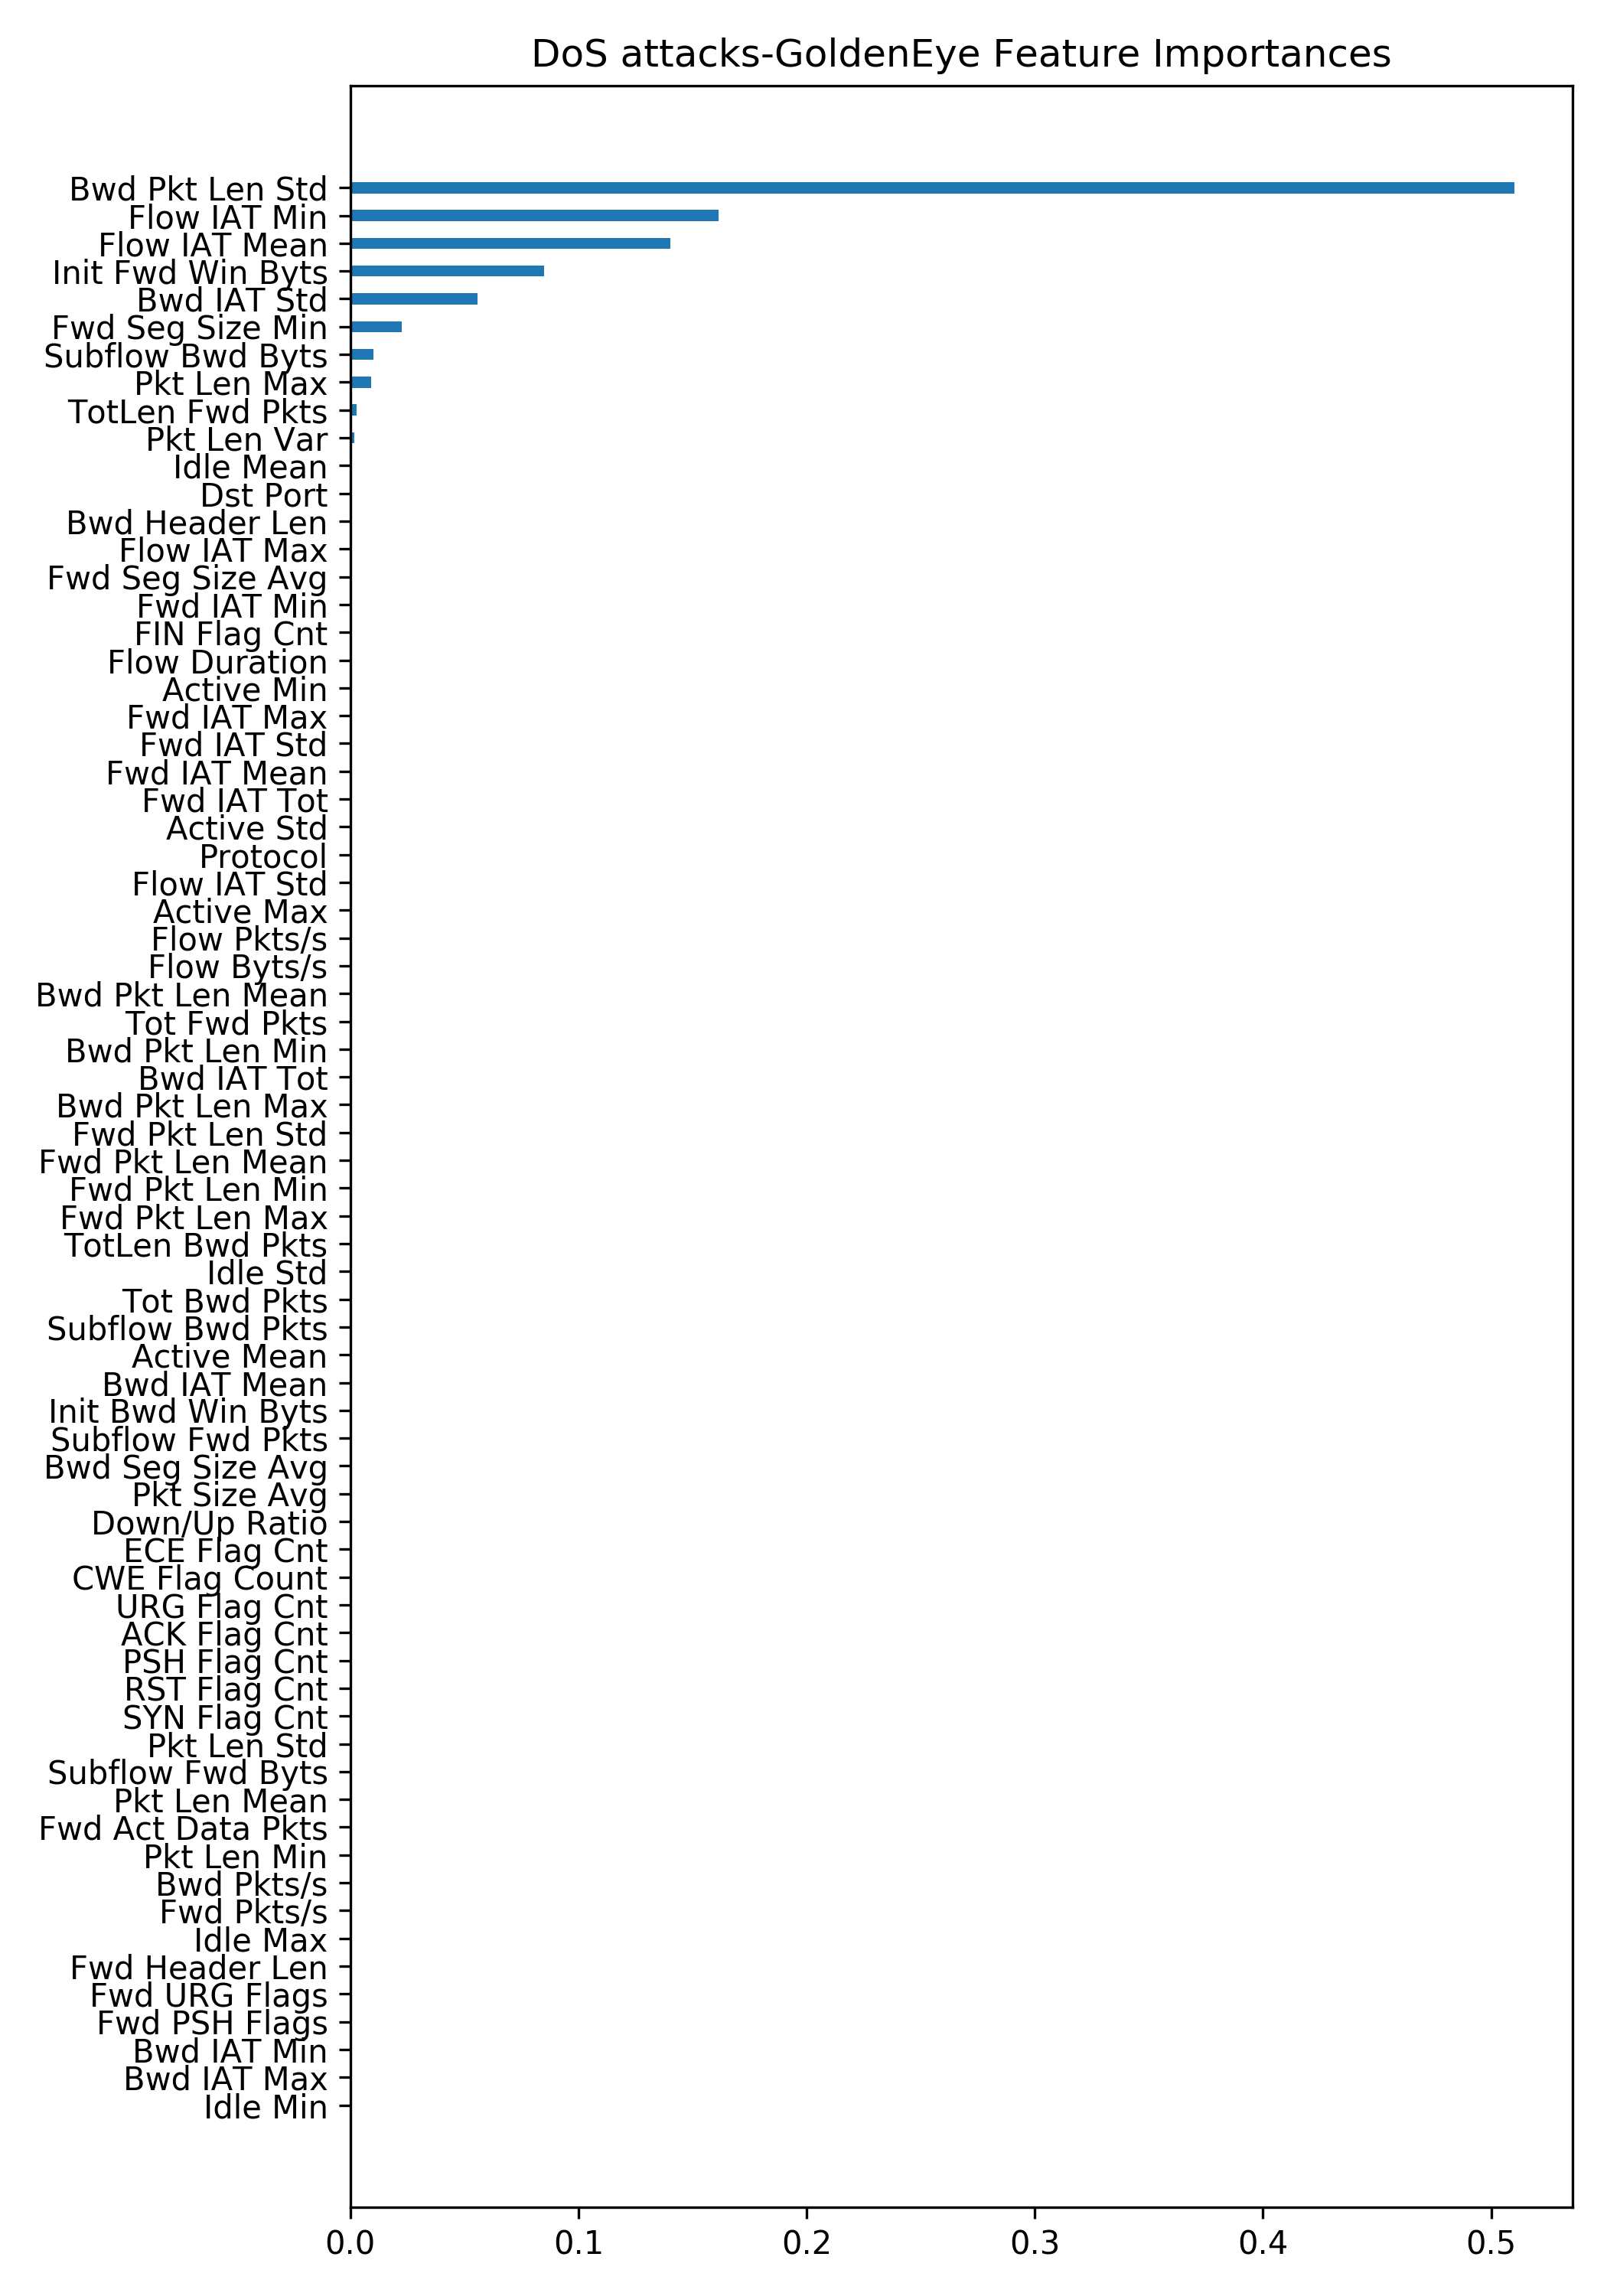 DoS attacks-GoldenEye Feature Importances
Bwd Pkt Len Std
Flow IAT Min
Flow IAT Mean
Init Fwd Win Byts
Bwd IAT Std
Fwd Seg Size Min
Subflow Bwd Byts
Pkt Len Max
TotLen Fwd Pkts
Pkt Len Var
Idle Mean
Dst Port
Bwd Header Len
Flow IAT Max
Fwd Seg Size Avg
Fwd IAT Min
FIN Flag Cnt
Flow Duration
Active Min
Fwd IAT Max
Fwd IAT Std
Fwd IAT Mean
Fwd IAT Tot
Active Std
Protocol
Flow IAT Std
Active Max
Flow Pkts/s
Flow Byts/s
Bwd Pkt Len Mean
Tot Fwd Pkts
Bwd Pkt Len Min
Bwd IAT Tot
Bwd Pkt Len Max
Fwd Pkt Len Std
Fwd Pkt Len Mean
Fwd Pkt Len Min
Fwd Pkt Len Max
TotLen Bwd Pkts
Idle Std
Tot Bwd Pkts
Subflow Bwd Pkts
Active Mean
Bwd IAT Mean
Init Bwd Win Byts
Subflow Fwd Pkts
Bwd Seg Size Avg
Pkt Size Avg
Down/Up Ratio
ECE Flag Cnt
CWE Flag Count
URG Flag Cnt
ACK Flag Cnt
PSH Flag Cnt
RST Flag Cnt
SYN Flag Cnt
Pkt Len Std
Subflow Fwd Byts
Pkt Len Mean
Fwd Act Data Pkts
Pkt Len Min
Bwd Pkts/s
Fwd Pkts/s
Idle Max
Fwd Header Len
Fwd URG Flags
Fwd PSH Flags
Bwd IAT Min
Bwd IAT Max
Idle Min
0.0 0.1 0.2 0.3 0.4 0.5